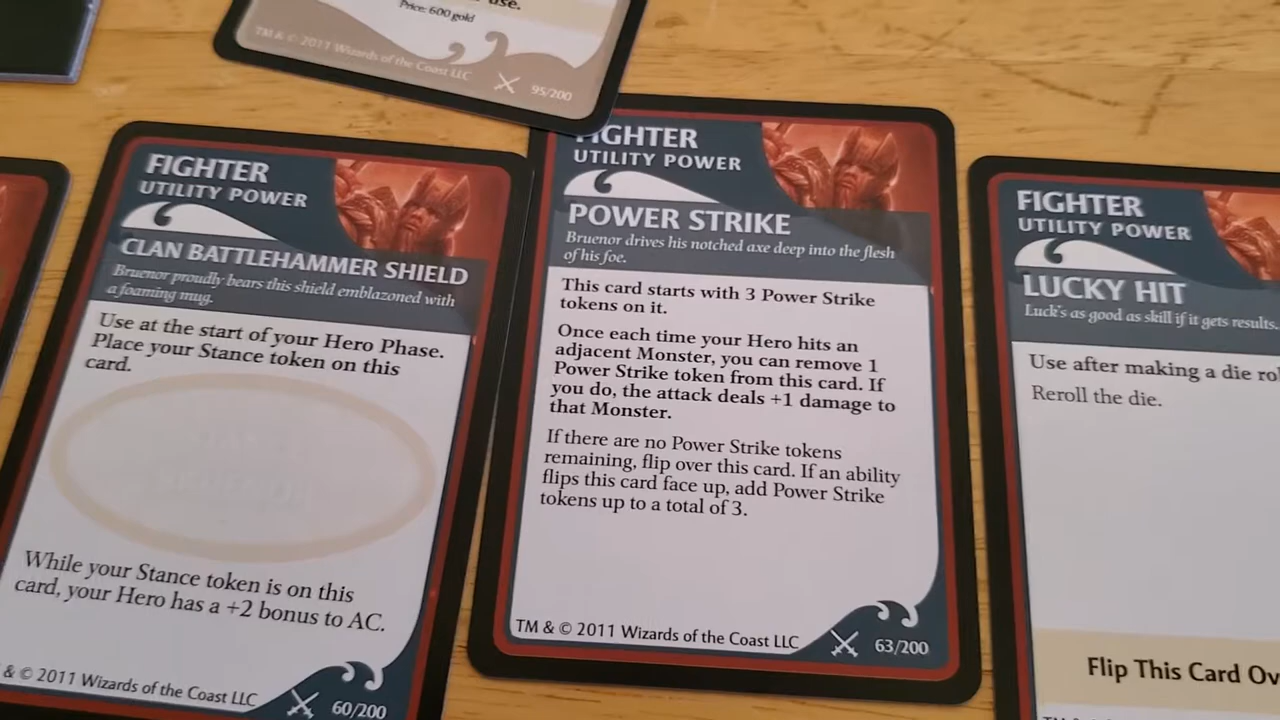 use.
Price: 600 gold
TM & © 2011 Wizards of the Coast LLC
95/200
FIGHTER
UTILITY POWER
CLAN BATTLEHAMMER SHIELD
Bruenor proudly bears this shield emblazoned with
a foaming mug.
Use at the start of your Hero Phase.
Place your Stance token on this
card.
While your Stance token is on this
card, your Hero has a +2 bonus to AC.
& © 2011 Wizards of the Coast LLC
60/200
FIGHTER
UTILITY POWER
POWER STRIKE
Bruenor drives his notched axe deep into the flesh
of his foe.
This card starts with 3 Power Strike
tokens on it.
Once each time your Hero hits an
adjacent Monster, you can remove 1
Power Strike token from this card. If
you do, the attack deals +1 damage to
that Monster.
If there are no Power Strike tokens
remaining, flip over this card. If an ability
flips this card face up, add Power Strike
tokens up to a total of 3.
TM & © 2011 Wizards of the Coast LLC
63/200
FIGHTER
UTILITY POWER
LUCKY HIT
Luck's as good as skill if it gets results.
Use after making a die rol
Reroll the die.
Flip This Card Ov